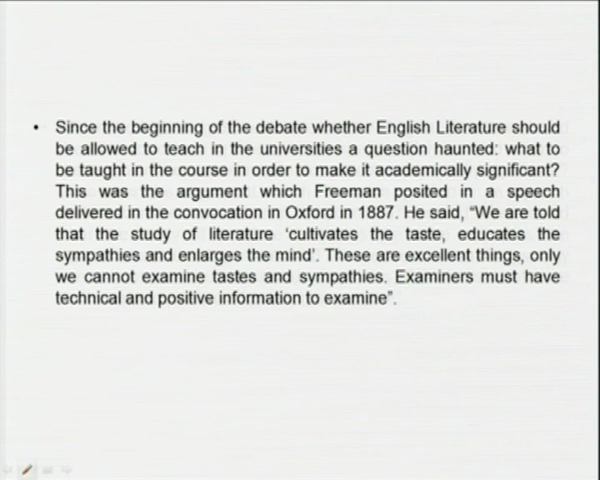 • Since the beginning of the debate whether English Literature should
be allowed to teach in the universities a question haunted: what to
be taught in the course in order to make it academically significant?
This was the argument which Freeman posited in a speech
delivered in the convocation in Oxford in 1887. He said, “We are told
that the study of literature ‘cultivates the taste, educates the
sympathies and enlarges the mind’. These are excellent things, only
we cannot examine tastes and sympathies. Examiners must have
technical and positive information to examine”.